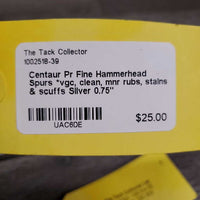 The Tack Collector
1002518-39
Centaur Pr Fine Hammerhead
Spurs *vgc, clean, mnr rubs, stains
& scuffs Silver 0.75"
UAC6DE
$25.00